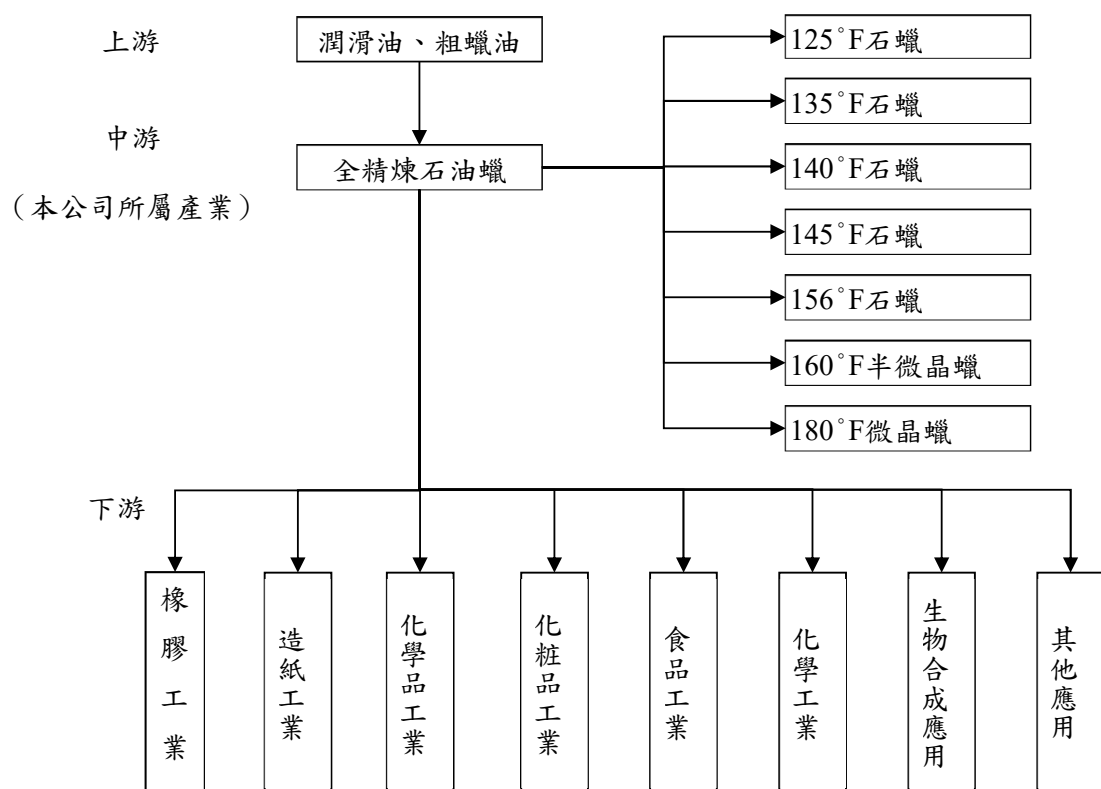 上游
潤滑油、粗蠟油
125°F石蠟
135°F石蠟
中游
全精煉石油蠟
140°F石蠟
（本公司所屬產業）
145°F石蠟
156°F石蠟
160°F半微晶蠟
180°F微晶蠟
下游
橡膠工業
造紙工業
化學品工業
化粧品工業
食品工業
化學工業
生物合成應用
其他應用